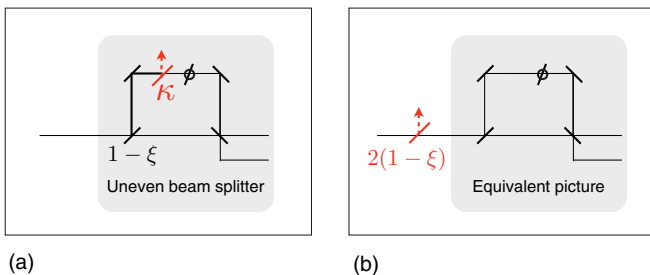 κ
1 − ξ
Uneven beam splitter
(a)
2(1 − ξ)
Equivalent picture
(b)